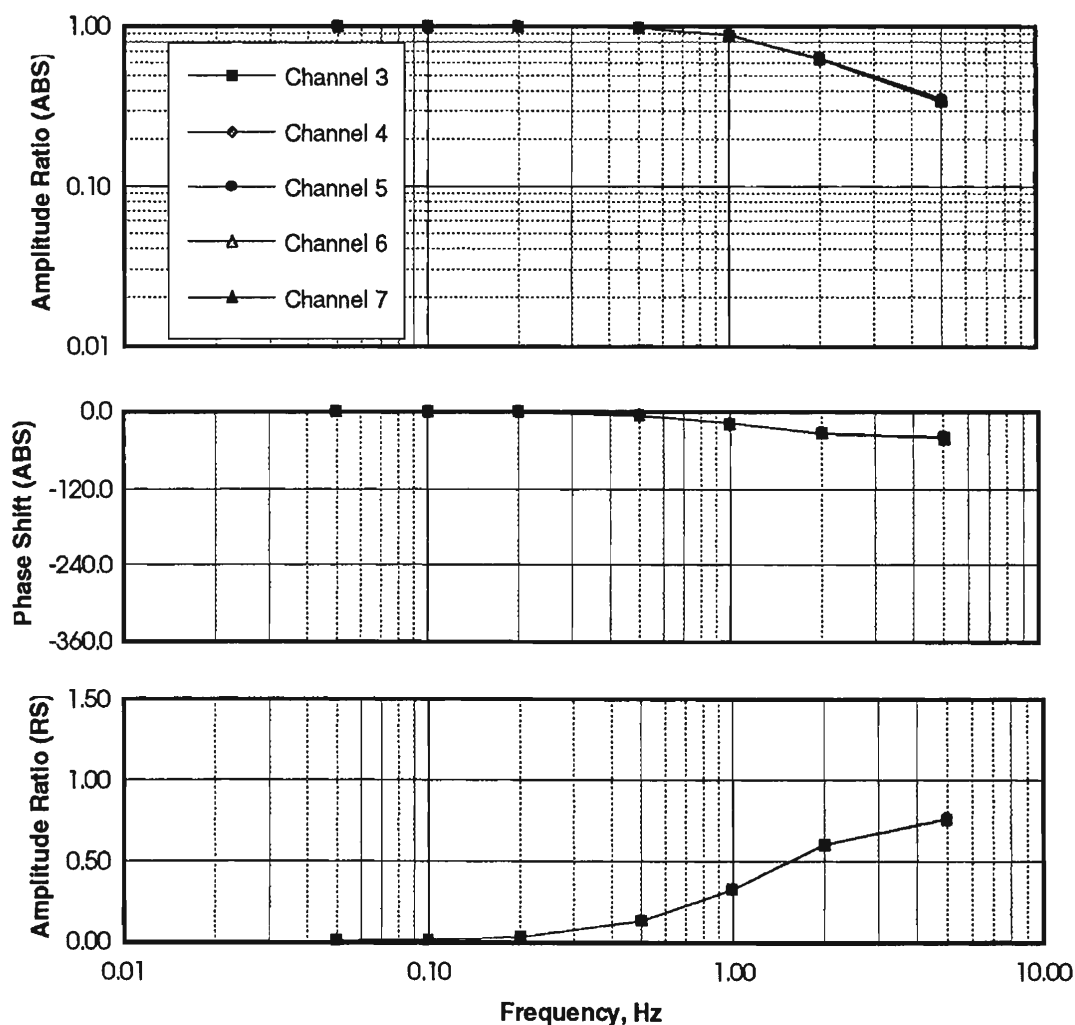 Amplitude Ratio (ABS)
1.00
0.10
0.01
Channel 3
Channel 4
Channel 5
Channel 6
Channel 7
Phase Shift (ABS)
0.0
-120.0
-240.0
-360.0
Amplitude Ratio (RS)
1.50
1.00
0.50
0.00
0.01
0.10
1.00
10.00
Frequency, Hz